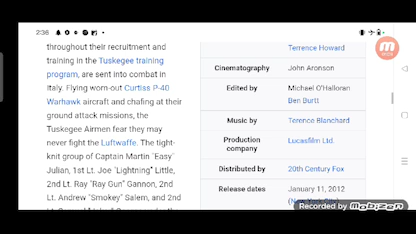 2:36
throughout their recruitment and
training in the Tuskegee training
program, are sent into combat in
Italy. Flying worn-out Curtiss P-40
Warhawk aircraft and chafing at their
ground attack missions, the
Tuskegee Airmen fear they may
never fight the Luftwaffe. The tight-
knit group of Captain Martin "Easy"
Julian, 1st Lt. Joe "Lightning" Little,
2nd Lt. Ray "Ray Gun" Gannon, 2nd
Lt. Andrew "Smokey" Salem, and 2nd
Terrence Howard
Cinematography John Aronson
Edited by Michael O'Halloran
Ben Burtt
Music by Terence Blanchard
Production Lucasfilm Ltd.
company
Distributed by 20th Century Fox
Release dates January 11, 2012
(New York City)
Recorded by Mobizen